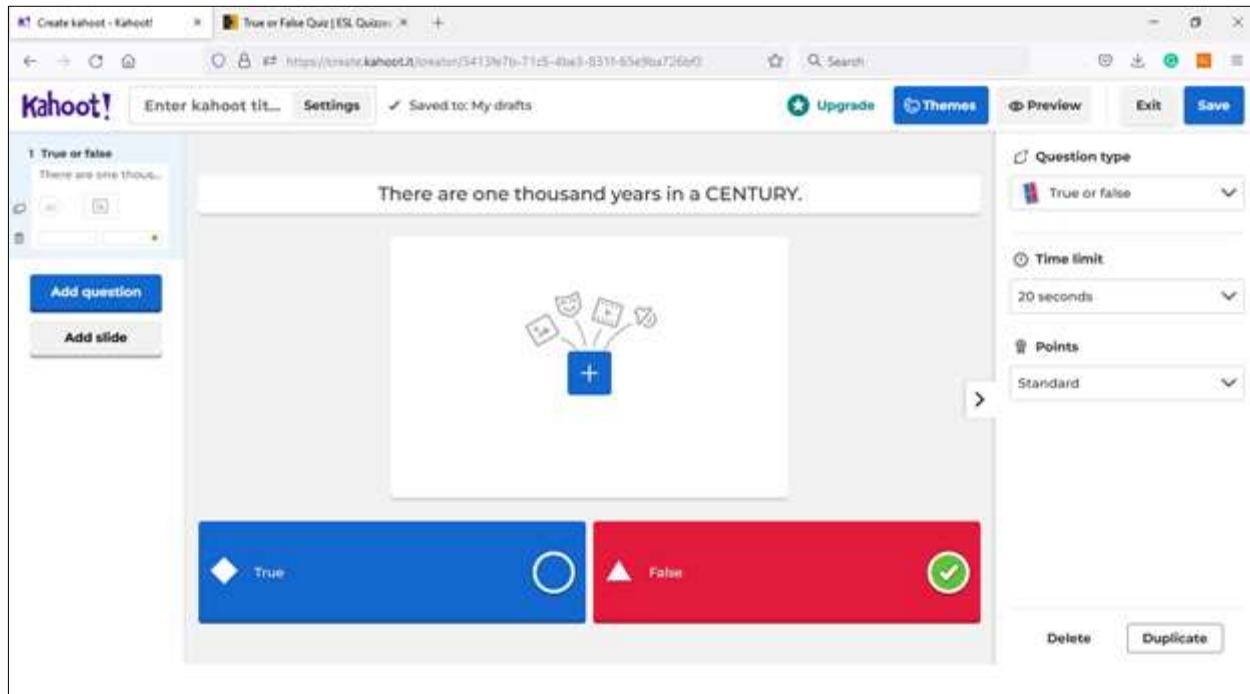 Create kahoot - Kahoot!
True or False Quiz | ESL
Search
Kahoot!
Enter kahoot tit...
Settings
Saved to: My drafts
Upgrade
Themes
Preview
Exit
Save
1 True or false
There are one thous...
Add question
Add slide
There are one thousand years in a CENTURY.
True
False
Question type
True or false
Time limit
20 seconds
Points
Standard
Delete
Duplicate